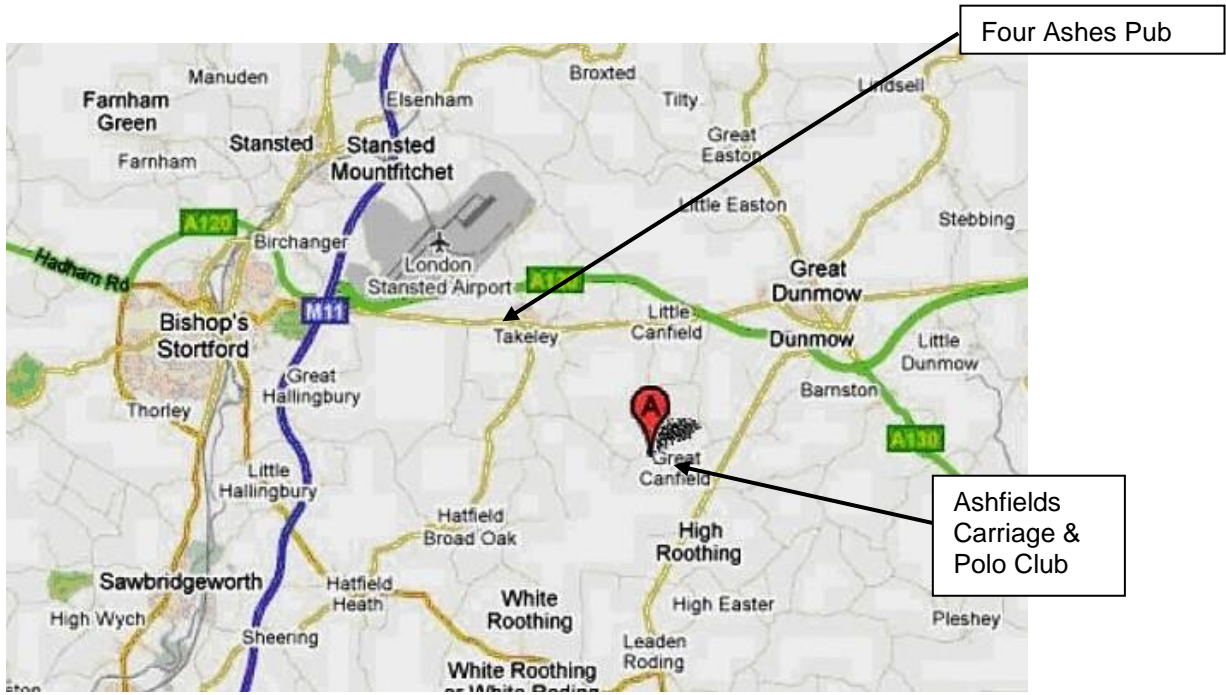 Four Ashes Pub
Manuden
Broxted
Lindsell
Farnham
Green
Elsenham
Tilty
Stansted
Stansted
Mountfitchet
Great
Easton
Farnham
Little Easton
Stebbing
A120
Birchanger
Hadham Rd
London
Stansted Airport
Great
Dunmow
M11
Bishop's
Stortford
Takeley
Little
Canfield
Dunmow
Little
Dunmow
Great
Hallingbury
Barnston
Thorley
A
A130
Great
Canfield
Little
Hallingbury
Ashfields
Carriage &
Polo Club
Hatfield
Broad Oak
High
Roothing
Sawbridgeworth
Hatfield
Heath
White
Roothing
High Easter
High Wych
Pleshey
Sheering
Leaden
Roding
White Roothing
or White Roding